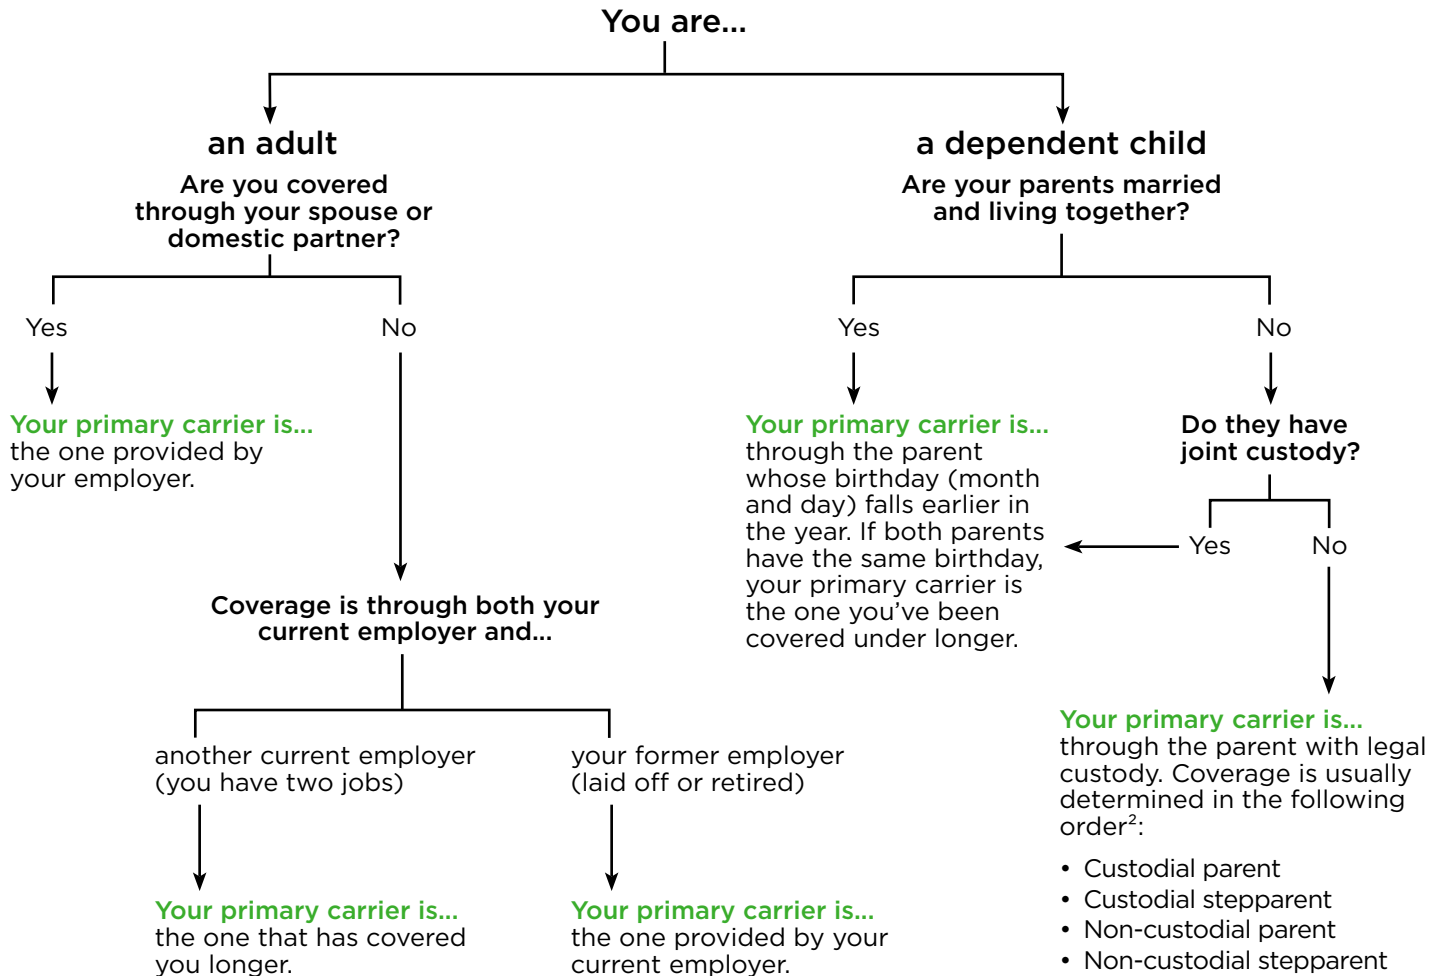 You are...
an adult
Are you covered
through your spouse or
domestic partner?
Yes
No
Your primary carrier is...
the one provided by
your employer.
Coverage is through both your
current employer and...
another current employer
(you have two jobs)
Your primary carrier is...
the one that has covered
you longer.
your former employer
(laid off or retired)
Your primary carrier is...
the one provided by your
current employer.
a dependent child
Are your parents married
and living together?
Yes
No
Your primary carrier is...
through the parent
whose birthday (month
and day) falls earlier in
the year. If both parents
have the same birthday,
your primary carrier is
the one you’ve been
covered under longer.
Do they have
joint custody?
Yes
No
Your primary carrier is...
through the parent with legal
custody. Coverage is usually
determined in the following
order²:
• Custodial parent
• Custodial stepparent
• Non-custodial parent
• Non-custodial stepparent